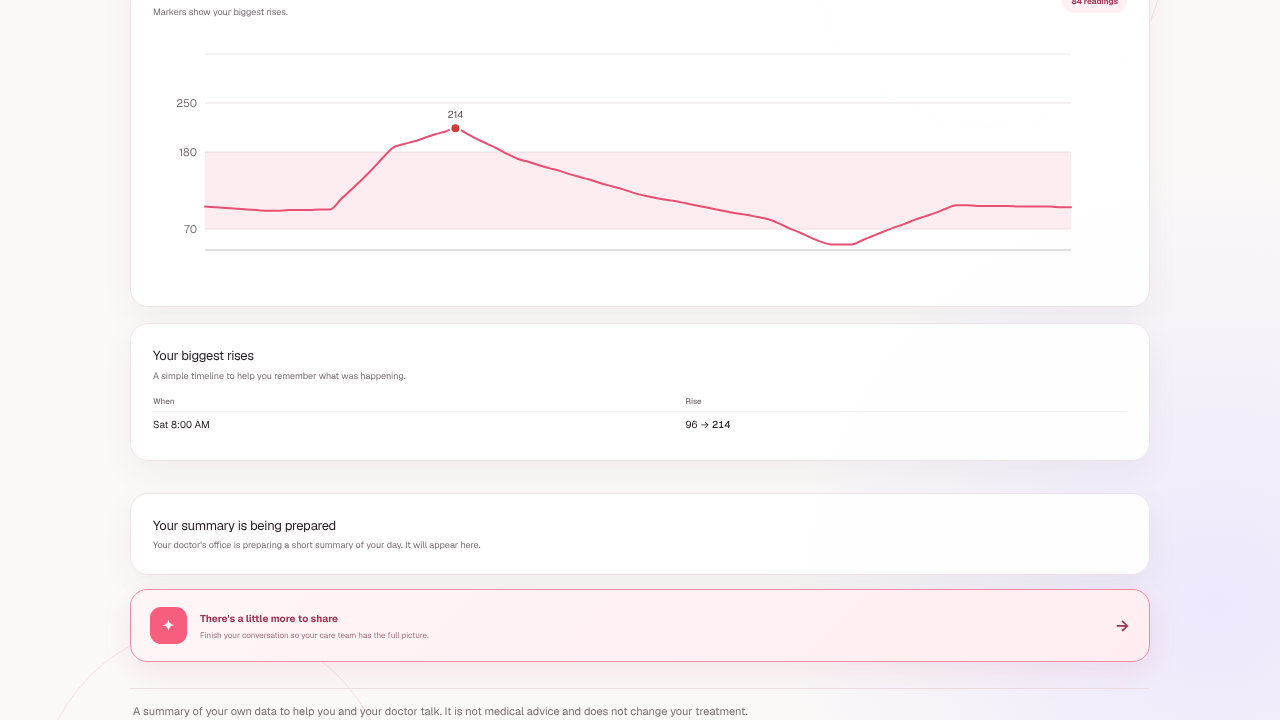 Markers show your biggest rises.
84 readings
250
214
180
70
Your biggest rises
A simple timeline to help you remember what was happening.
When Rise
Sat 8:00 AM 96 → 214
Your summary is being prepared
Your doctor's office is preparing a short summary of your day. It will appear here.
There's a little more to share
Finish your conversation so your care team has the full picture.
A summary of your own data to help you and your doctor talk. It is not medical advice and does not change your treatment.